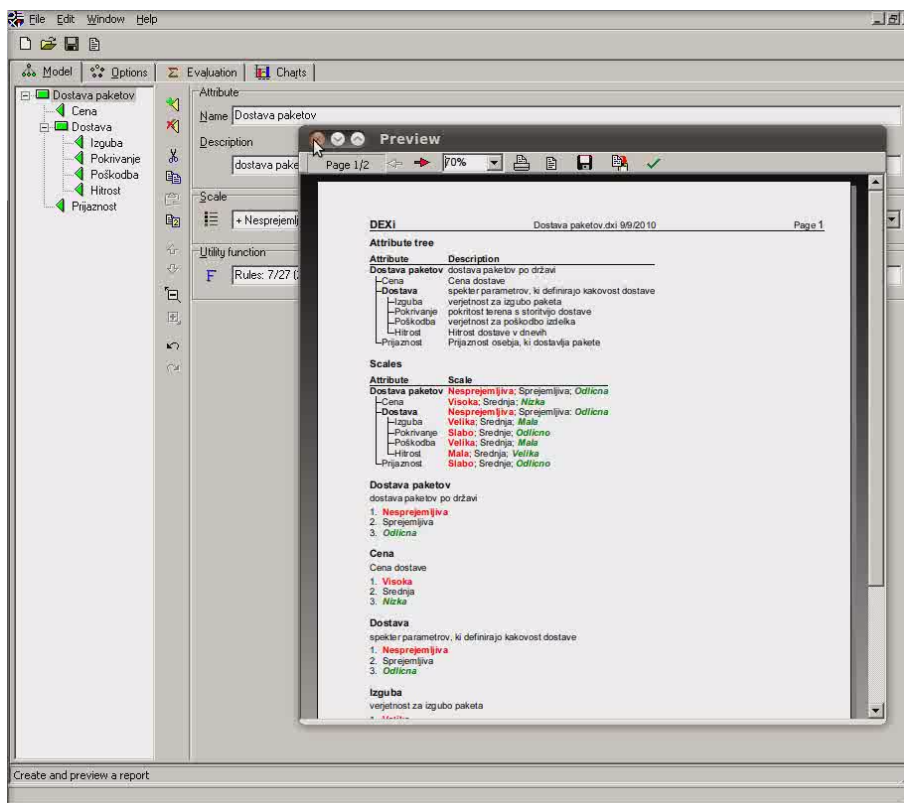 File Edit Window Help
Model Options Evaluation Charts
Dostava paketov
Cena
Dostava
Izguba
Pokrivanje
Poškodba
Hitrost
Prijaznost
Attribute
Name Dostava paketov
Description
dostava pake
Scale
+ Nesprejemlj
Utility function
F Rules: 7/27 (
Preview
Page 1/2 70%
DEXi Dostava paketov.dxi 9/9/2010 Page 1
Attribute tree
Attribute Description
Dostava paketov dostava paketov po državi
Cena Cena dostave
Dostava spekter parametrov, ki definirajo kakovost dostave
Izguba verjetnost za izgubo paketa
Pokrivanje pokritost terena s storitvijo dostave
Poškodba verjetnost za poškodbo izdelka
Hitrost Hitrost dostave v dnevih
Prijaznost Prijaznost osebja, ki dostavlja pakete
Scales
Attribute Scale
Dostava paketov Nesprejemljiva; Sprejemljiva; Odlicna
Cena Visoka; Srednja; Nizka
Dostava Nesprejemljiva; Sprejemljiva; Odlicna
Izguba Velika; Srednja; Mala
Pokrivanje Slabo; Srednje; Odlicno
Poškodba Velika; Srednja; Mala
Hitrost Mala; Srednja; Velika
Prijaznost Slabo; Srednje; Odlicno
Dostava paketov
dostava paketov po državi
1. Nesprejemljiva
2. Sprejemljiva
3. Odlicna
Cena
Cena dostave
1. Visoka
2. Srednja
3. Nizka
Dostava
spekter parametrov, ki definirajo kakovost dostave
1. Nesprejemljiva
2. Sprejemljiva
3. Odlicna
Izguba
verjetnost za izgubo paketa
Create and preview a report